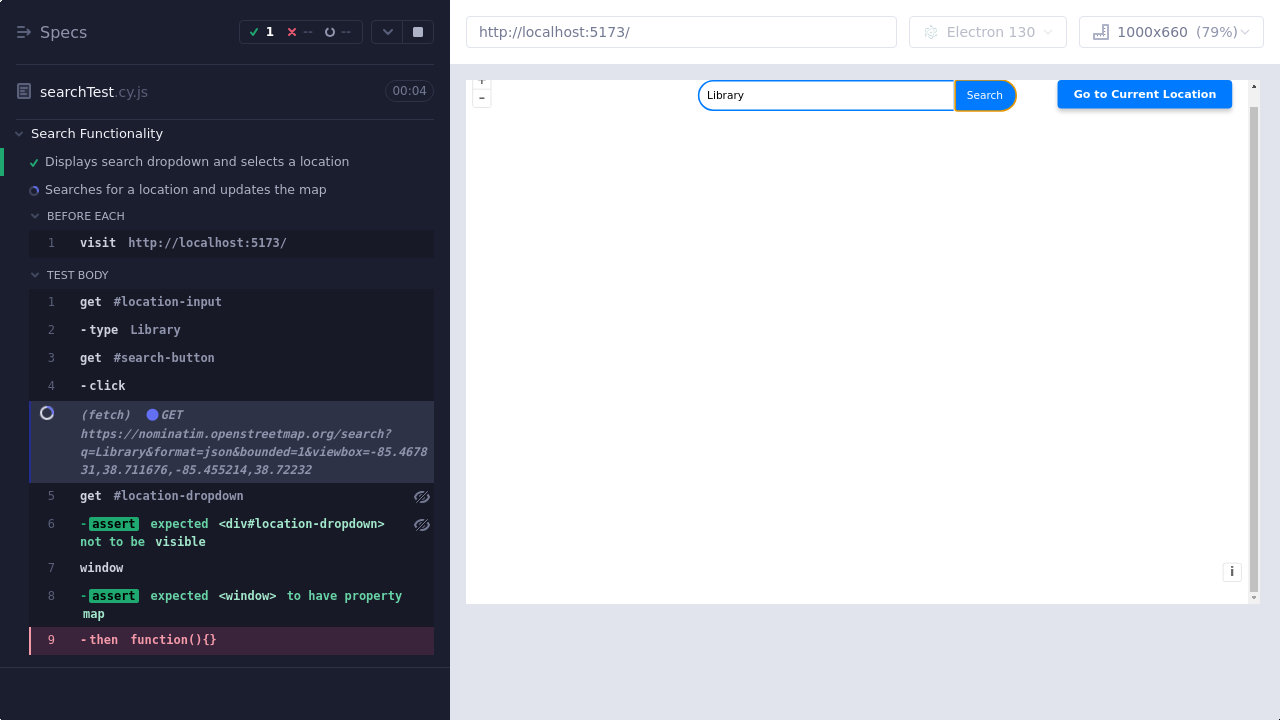 Specs
1
--
--
searchTest.cy.js
00:04
Search Functionality
Displays search dropdown and selects a location
Searches for a location and updates the map
BEFORE EACH
1 visit http://localhost:5173/
TEST BODY
1 get #location-input
2 -type Library
3 get #search-button
4 -click
(fetch) GET
https://nominatim.openstreetmap.org/search?
q=Library&format=json&bounded=1&viewbox=-85.4678
31,38.711676,-85.455214,38.72232
5 get #location-dropdown
6 -assert expected <div#location-dropdown>
not to be visible
7 window
8 -assert expected <window> to have property
map
9 -then function(){}
http://localhost:5173/
Electron 130
1000x660 (79%)
+
–
Library
Search
Go to Current Location
i